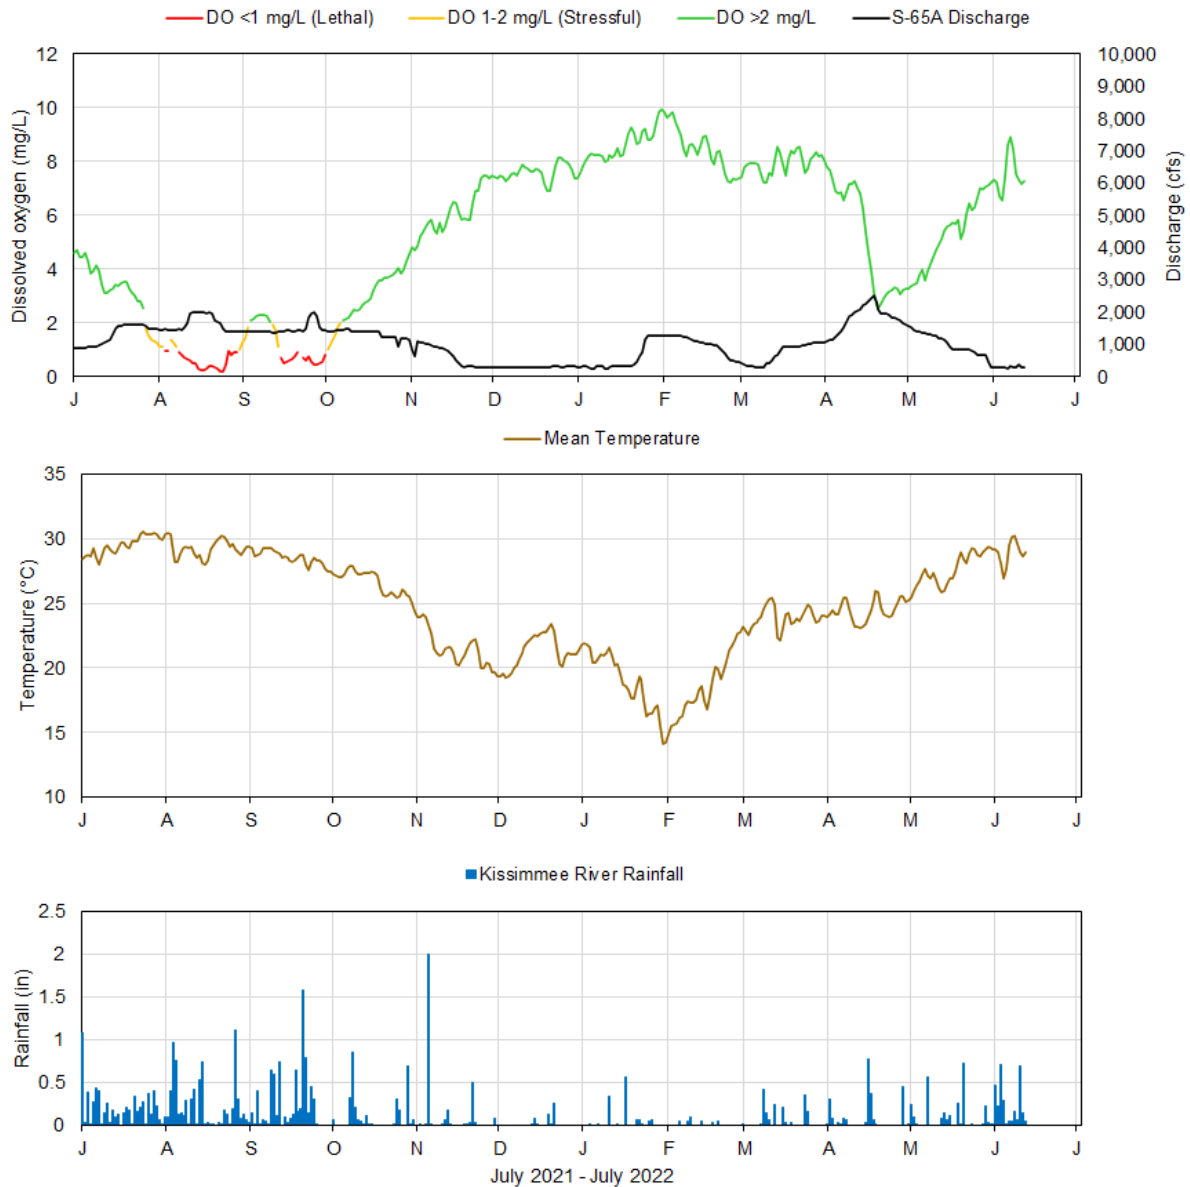 DO <1 mg/L (Lethal) DO 1-2 mg/L (Stressful) DO >2 mg/L S-65A Discharge
12 10,000
9,000
10 8,000
7,000
8 6,000
6 5,000
4,000
4 3,000
2 2,000
1,000
0 0
Dissolved oxygen (mg/L)
Discharge (cfs)
J A S O N D J F M A M J J
Mean Temperature
35
30
25
20
15
10
Temperature (°C)
J A S O N D J F M A M J J
Kissimmee River Rainfall
2.5
2
1.5
1
0.5
0
Rainfall (in)
J A S O N D J F M A M J J
July 2021 - July 2022